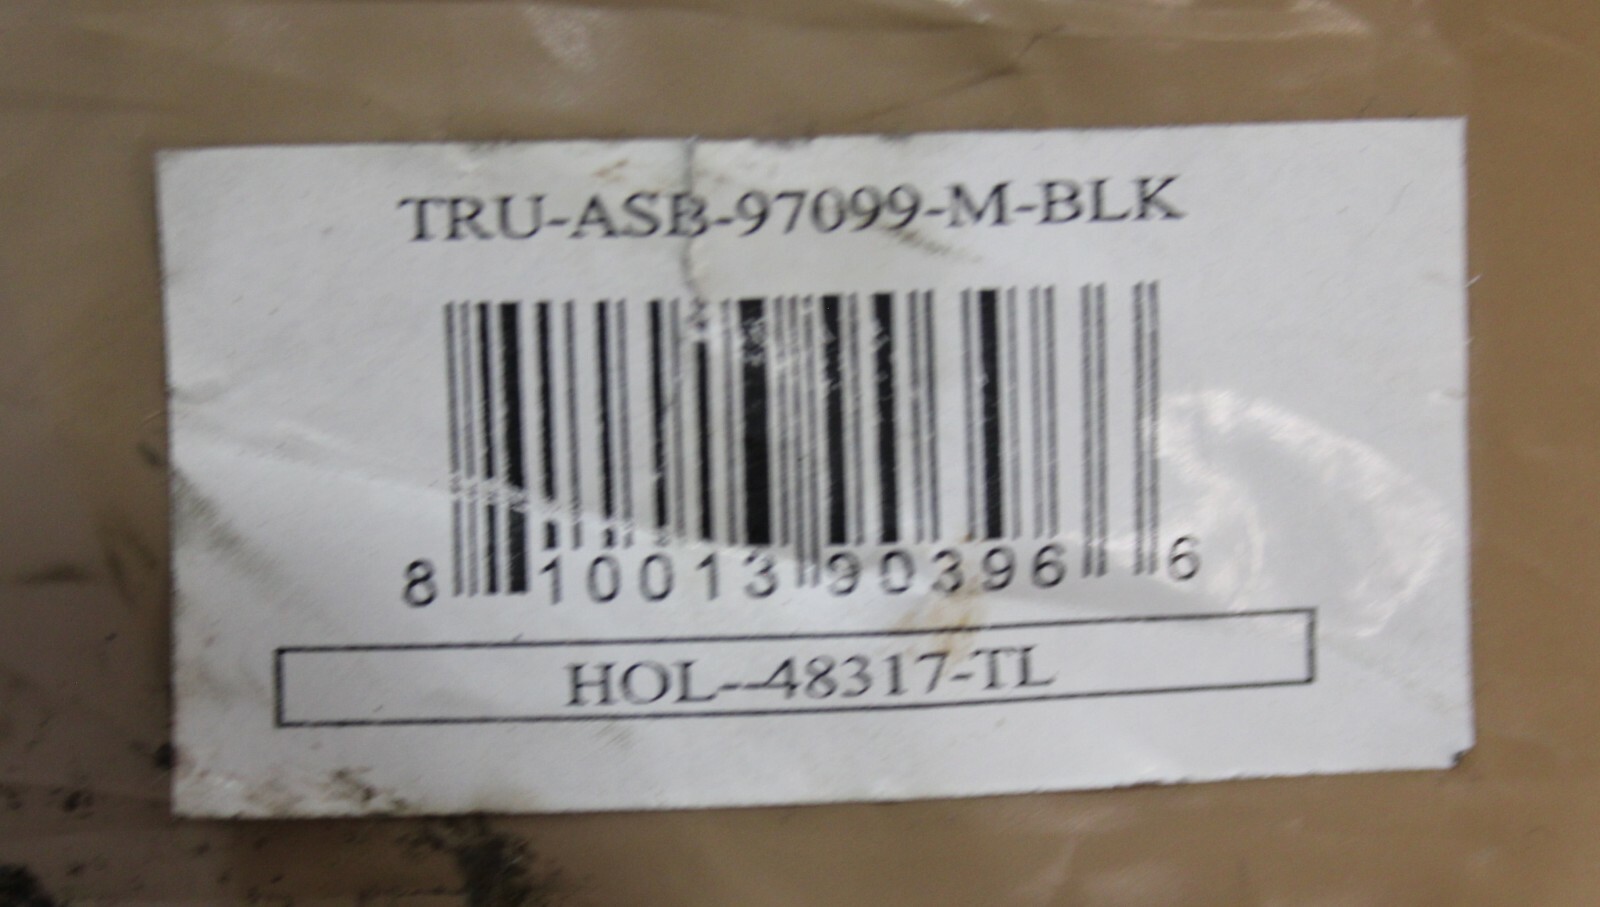 TRU-ASB-97099-M-BLK
8 10013 90396 6
HOL--48317-TL